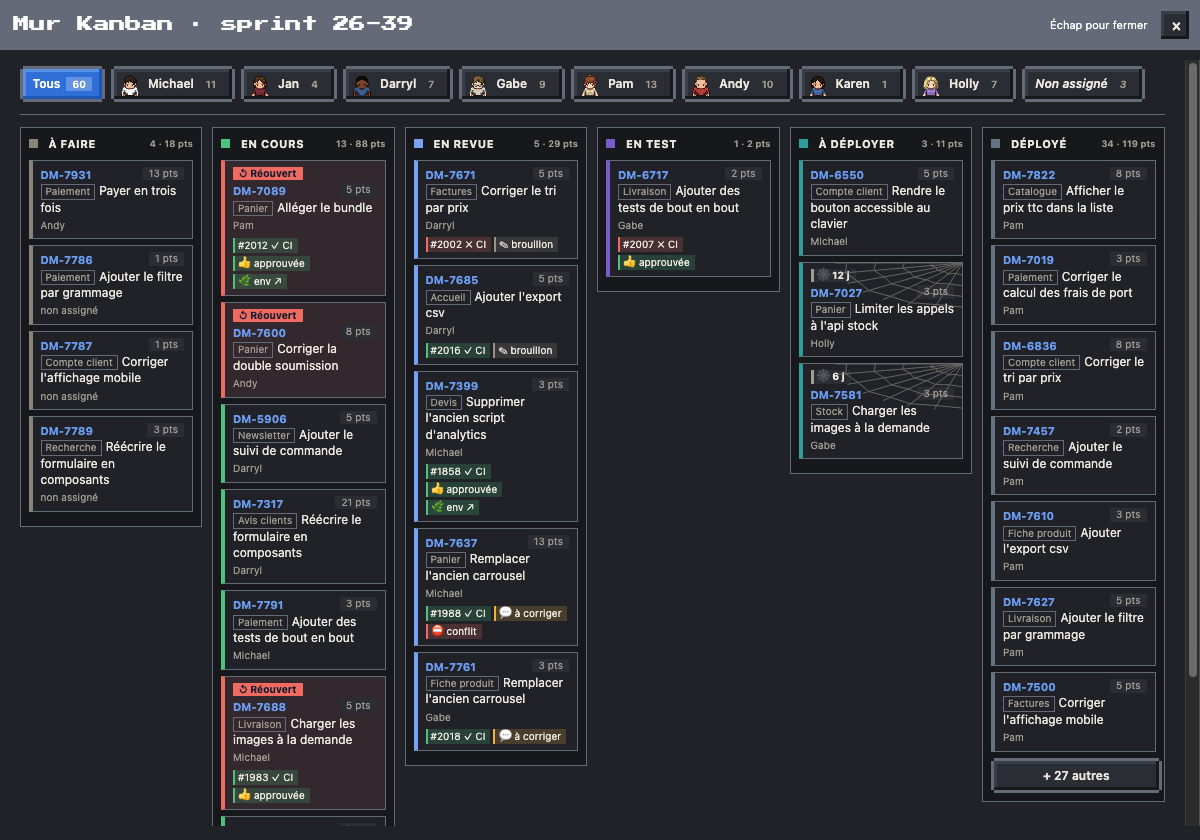 Mur Kanban · sprint 26-39
Échap pour fermer ×
Tous 60
Michael 11
Jan 4
Darryl 7
Gabe 9
Pam 13
Andy 10
Karen 1
Holly 7
Non assigné 3
À FAIRE 4 · 18 pts
DM-7931 13 pts
Paiement Payer en trois
fois
Andy
DM-7786 1 pts
Paiement Ajouter le filtre
par grammage
non assigné
DM-7787 1 pts
Compte client Corriger
l'affichage mobile
non assigné
DM-7789 3 pts
Recherche Réécrire le
formulaire en
composants
non assigné
EN COURS 13 · 88 pts
↺ Réouvert
DM-7089 5 pts
Panier Alléger le bundle
Pam
#2012 ✓ CI
👍 approuvée
🌿 env ↗
↺ Réouvert
DM-7600 8 pts
Panier Corriger la
double soumission
Andy
DM-5906 5 pts
Newsletter Ajouter le
suivi de commande
Darryl
DM-7317 21 pts
Avis clients Réécrire le
formulaire en
composants
Darryl
DM-7791 3 pts
Paiement Ajouter des
tests de bout en bout
Michael
↺ Réouvert
DM-7688 5 pts
Livraison Charger les
images à la demande
Michael
#1983 ✓ CI
👍 approuvée
EN REVUE 5 · 29 pts
DM-7671 5 pts
Factures Corriger le tri
par prix
Darryl
#2002 ✕ CI ✎ brouillon
DM-7685 5 pts
Accueil Ajouter l'export
csv
Darryl
#2016 ✓ CI ✎ brouillon
DM-7399 3 pts
Devis Supprimer
l'ancien script
d'analytics
Michael
#1858 ✓ CI
👍 approuvée
🌿 env ↗
DM-7637 13 pts
Panier Remplacer
l'ancien carrousel
Michael
#1988 ✓ CI 💬 à corriger
⛔ conflit
DM-7761 3 pts
Fiche produit Remplacer
l'ancien carrousel
Gabe
#2018 ✓ CI 💬 à corriger
EN TEST 1 · 2 pts
DM-6717 2 pts
Livraison Ajouter des
tests de bout en bout
Gabe
#2007 ✕ CI
👍 approuvée
À DÉPLOYER 3 · 11 pts
DM-6550 5 pts
Compte client Rendre le
bouton accessible au
clavier
Michael
🕸 12 j
DM-7027 3 pts
Panier Limiter les appels
à l'api stock
Holly
🕸 6 j
DM-7581 3 pts
Stock Charger les
images à la demande
Gabe
DÉPLOYÉ 34 · 119 pts
DM-7822 8 pts
Catalogue Afficher le
prix ttc dans la liste
Pam
DM-7019 3 pts
Paiement Corriger le
calcul des frais de port
Pam
DM-6836 8 pts
Compte client Corriger le
tri par prix
Pam
DM-7457 2 pts
Recherche Ajouter le
suivi de commande
Pam
DM-7610 3 pts
Fiche produit Ajouter
l'export csv
Pam
DM-7627 5 pts
Livraison Ajouter le filtre
par grammage
Pam
DM-7500 5 pts
Factures Corriger
l'affichage mobile
Pam
+ 27 autres